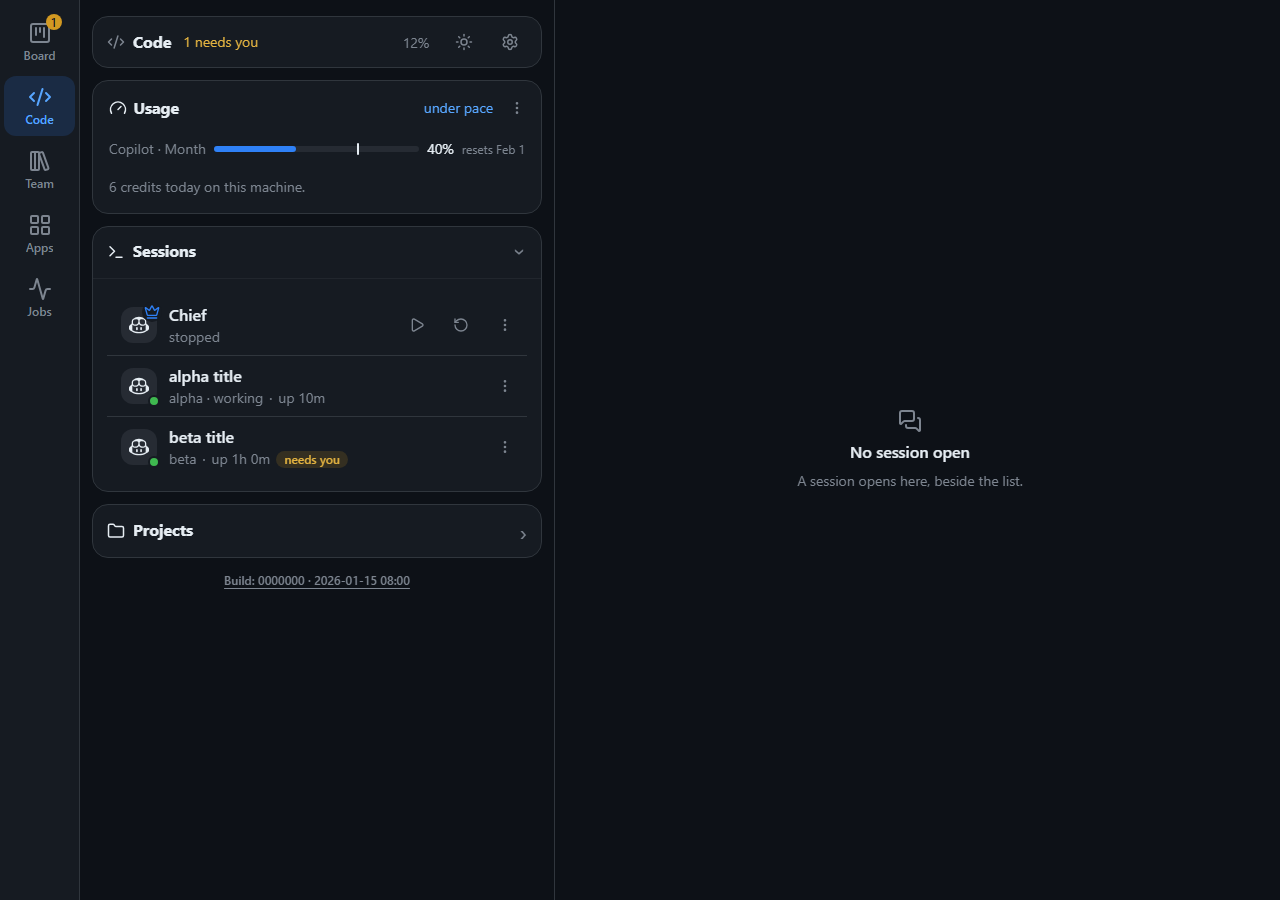 1
Board
Code
Team
Apps
Jobs
Code 1 needs you 12%
Usage under pace
Copilot · Month 40% resets Feb 1
6 credits today on this machine.
Sessions
Chief
stopped
alpha title
alpha · working · up 10m
beta title
beta · up 1h 0m needs you
Projects
Build: 0000000 · 2026-01-15 08:00
No session open
A session opens here, beside the list.